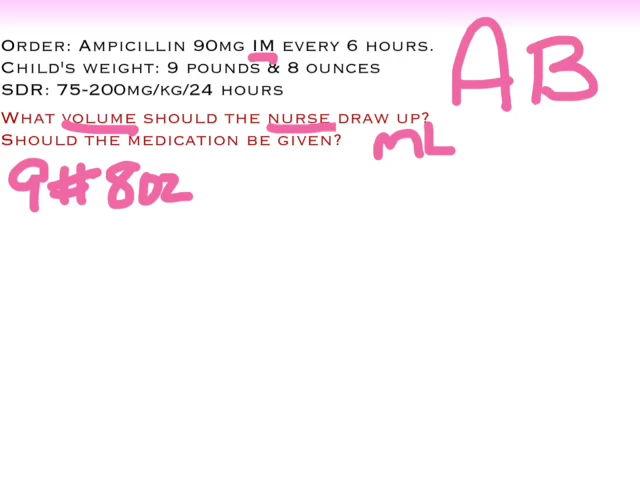 Order: Ampicillin 90mg IM every 6 hours.
Child's weight: 9 pounds & 8 ounces
SDR: 75-200mg/kg/24 hours
What volume should the nurse draw up?
Should the medication be given?
mL
A B
9# 8oz